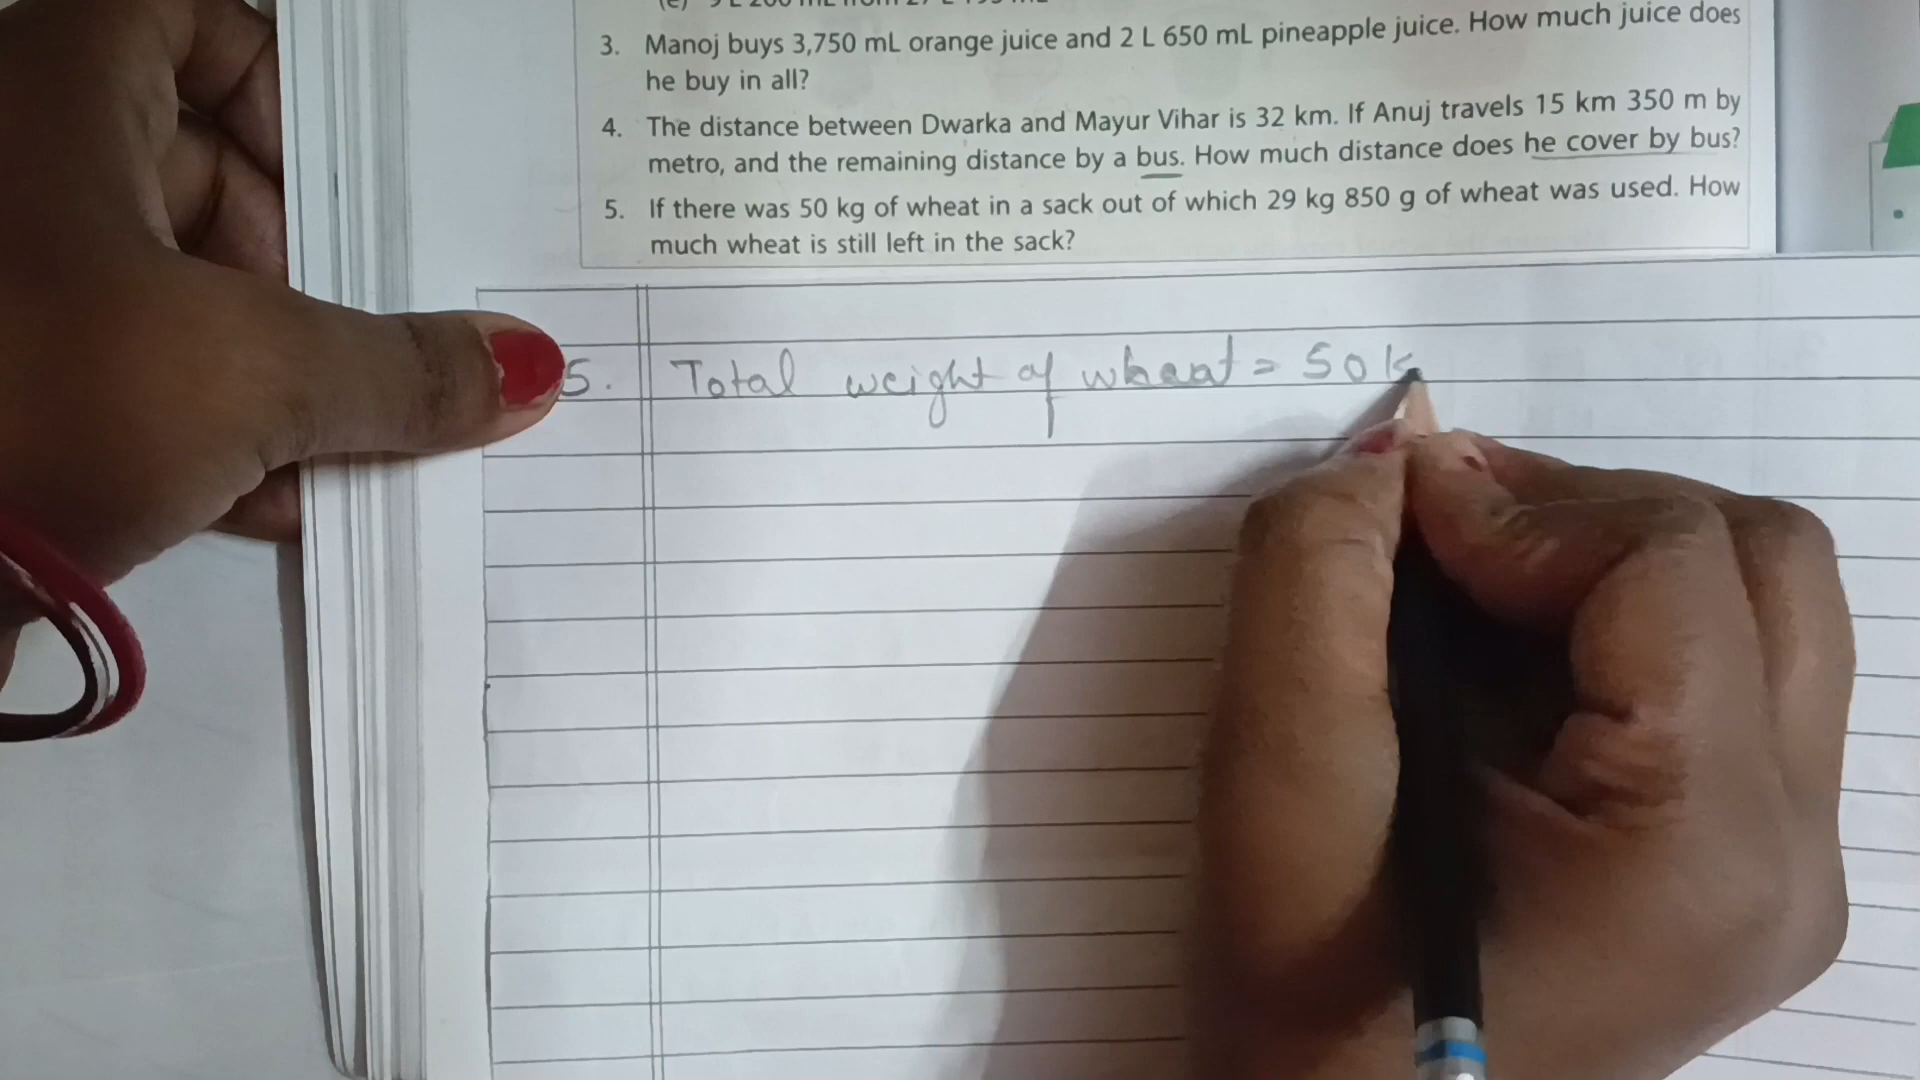 3. Manoj buys 3,750 mL orange juice and 2 L 650 mL pineapple juice. How much juice does
he buy in all?
4. The distance between Dwarka and Mayur Vihar is 32 km. If Anuj travels 15 km 350 m by
metro, and the remaining distance by a bus. How much distance does he cover by bus?
5. If there was 50 kg of wheat in a sack out of which 29 kg 850 g of wheat was used. How
much wheat is still left in the sack?
5. Total weight of wheat = 50 k